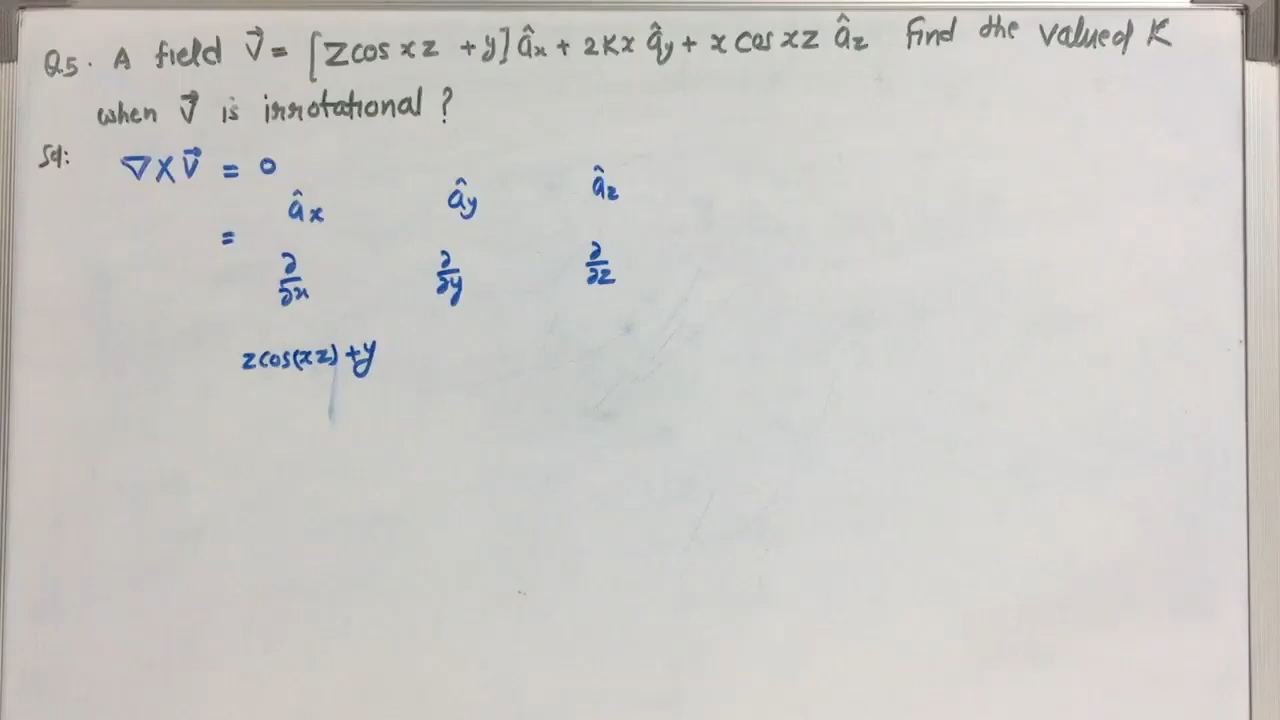 Q.5. A field V⃗ = [Z cos xz + y] âx + 2Kx ây + x cos xz âz Find the value of K
when V⃗ is irrotational ?
Sol: ∇ X V⃗ = 0
= âx ây âz
∂/∂x ∂/∂y ∂/∂z
z cos(xz) + y